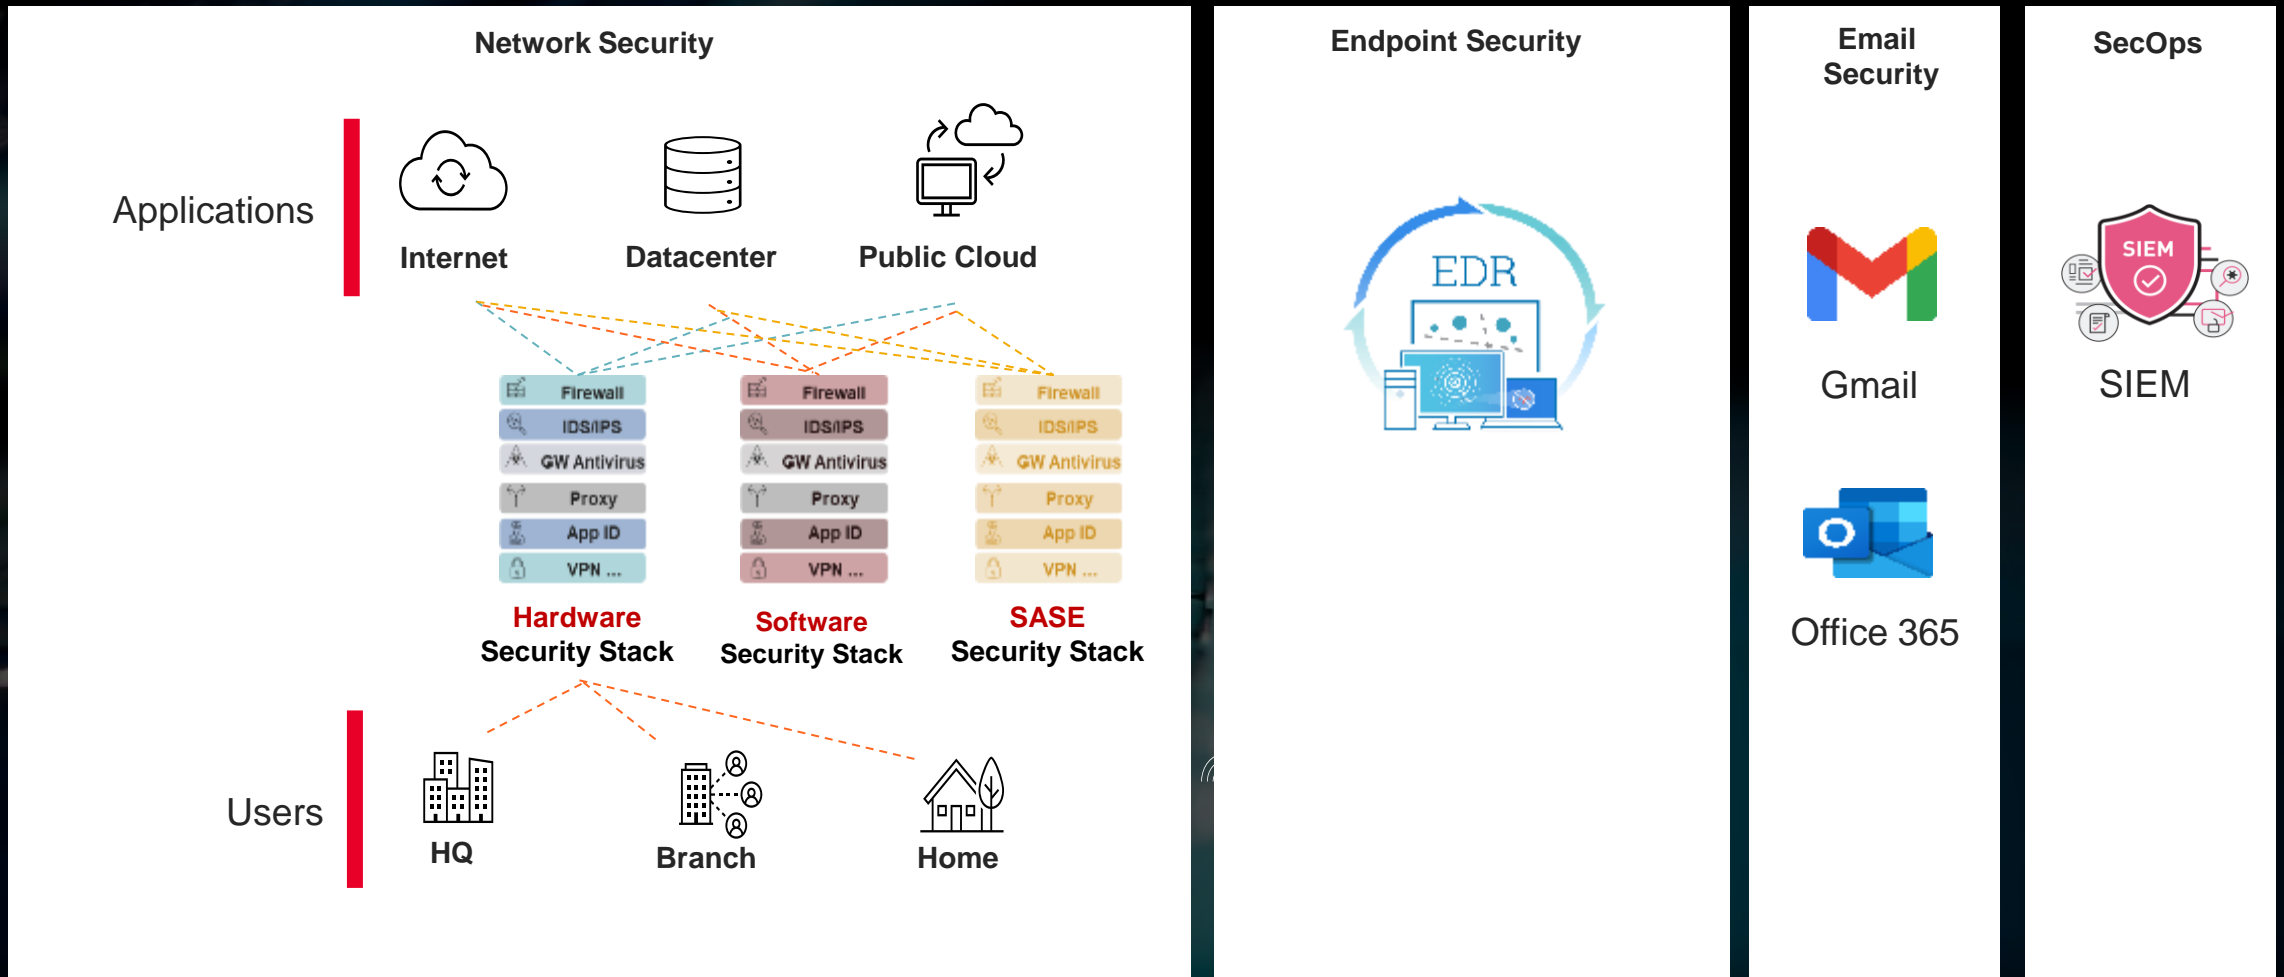 Network Security
Applications
Internet
Datacenter
Public Cloud
Firewall
IDS/IPS
GW Antivirus
Proxy
App ID
VPN ...
Hardware
Security Stack
Firewall
IDS/IPS
GW Antivirus
Proxy
App ID
VPN ...
Software
Security Stack
Firewall
IDS/IPS
GW Antivirus
Proxy
App ID
VPN ...
SASE
Security Stack
Users
HQ
Branch
Home
Endpoint Security
EDR
Email
Security
Gmail
Office 365
SecOps
SIEM
SIEM